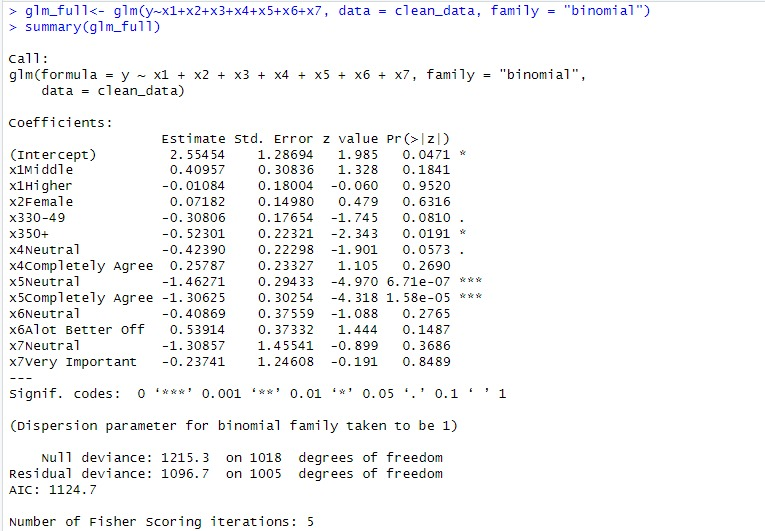 > glm_full<- glm(y~x1+x2+x3+x4+x5+x6+x7, data = clean_data, family = "binomial")
> summary(glm_full)

Call:
glm(formula = y ~ x1 + x2 + x3 + x4 + x5 + x6 + x7, family = "binomial",
    data = clean_data)

Coefficients:
                   Estimate Std. Error z value Pr(>|z|)
(Intercept)         2.55454    1.28694   1.985   0.0471 *
x1Middle            0.40957    0.30836   1.328   0.1841
x1Higher           -0.01084    0.18004  -0.060   0.9520
x2Female            0.07182    0.14980   0.479   0.6316
x330-49            -0.30806    0.17654  -1.745   0.0810 .
x350+              -0.52301    0.22321  -2.343   0.0191 *
x4Neutral          -0.42390    0.22298  -1.901   0.0573 .
x4Completely Agree  0.25787    0.23327   1.105   0.2690
x5Neutral          -1.46271    0.29433  -4.970 6.71e-07 ***
x5Completely Agree -1.30625    0.30254  -4.318 1.58e-05 ***
x6Neutral          -0.40869    0.37559  -1.088   0.2765
x6Alot Better Off   0.53914    0.37332   1.444   0.1487
x7Neutral          -1.30857    1.45541  -0.899   0.3686
x7Very Important   -0.23741    1.24608  -0.191   0.8489
---
Signif. codes:  0 ‘***’ 0.001 ‘**’ 0.01 ‘*’ 0.05 ‘.’ 0.1 ‘ ’ 1

(Dispersion parameter for binomial family taken to be 1)

    Null deviance: 1215.3  on 1018  degrees of freedom
Residual deviance: 1096.7  on 1005  degrees of freedom
AIC: 1124.7

Number of Fisher Scoring iterations: 5